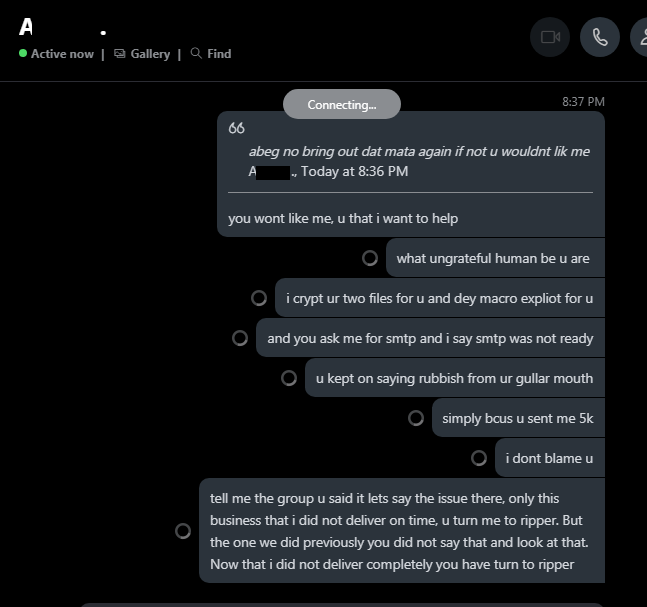 A .
Active now | Gallery | Find
Connecting...
8:37 PM
abeg no bring out dat mata again if not u wouldnt lik me
A ., Today at 8:36 PM
you wont like me, u that i want to help
what ungrateful human be u are
i crypt ur two files for u and dey macro expliot for u
and you ask me for smtp and i say smtp was not ready
u kept on saying rubbish from ur gullar mouth
simply bcus u sent me 5k
i dont blame u
tell me the group u said it lets say the issue there, only this
business that i did not deliver on time, u turn me to ripper. But
the one we did previously you did not say that and look at that.
Now that i did not deliver completely you have turn to ripper